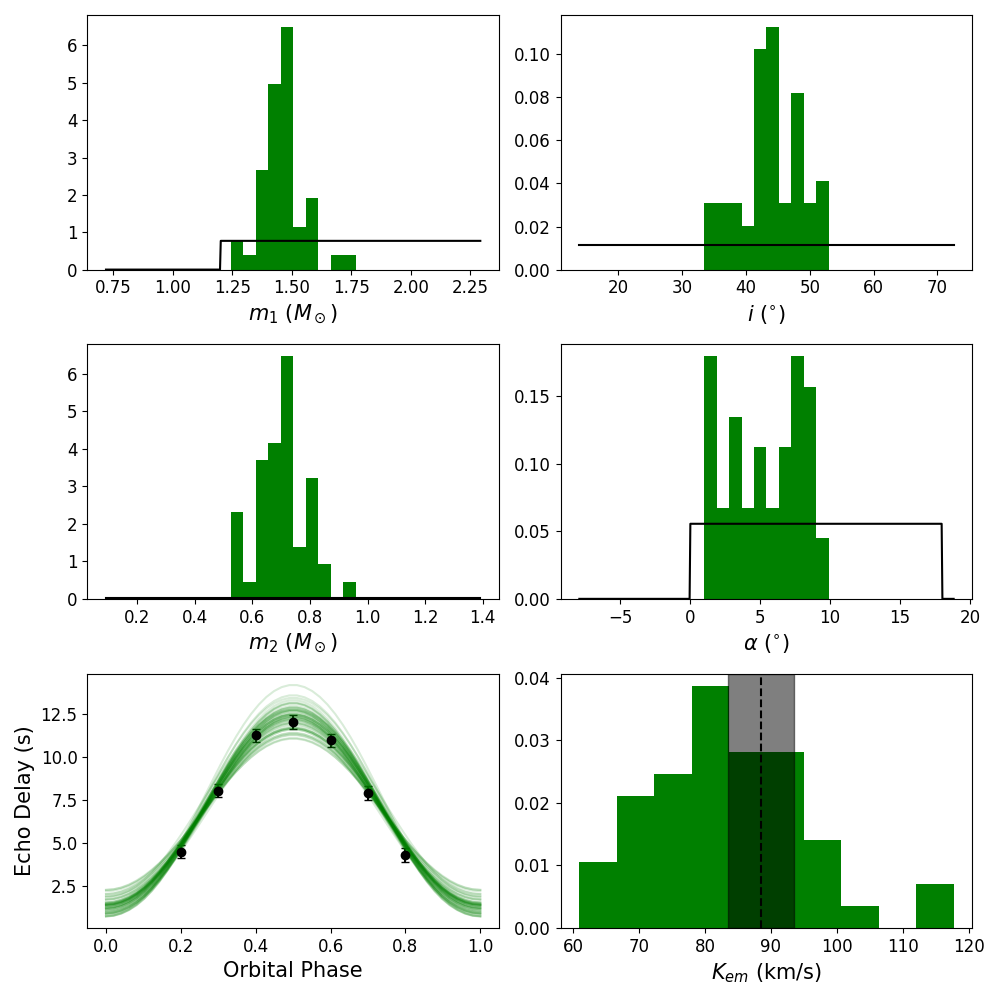 6
5
4
3
2
1
0
0.75 1.00 1.25 1.50 1.75 2.00 2.25
m₁ (M⊙)
0.10
0.08
0.06
0.04
0.02
0.00
20 30 40 50 60 70
i (°)
6
5
4
3
2
1
0
0.2 0.4 0.6 0.8 1.0 1.2 1.4
m₂ (M⊙)
0.15
0.10
0.05
0.00
−5 0 5 10 15 20
α (°)
Echo Delay (s)
12.5
10.0
7.5
5.0
2.5
0.0 0.2 0.4 0.6 0.8 1.0
Orbital Phase
0.04
0.03
0.02
0.01
0.00
60 70 80 90 100 110 120
K_em (km/s)